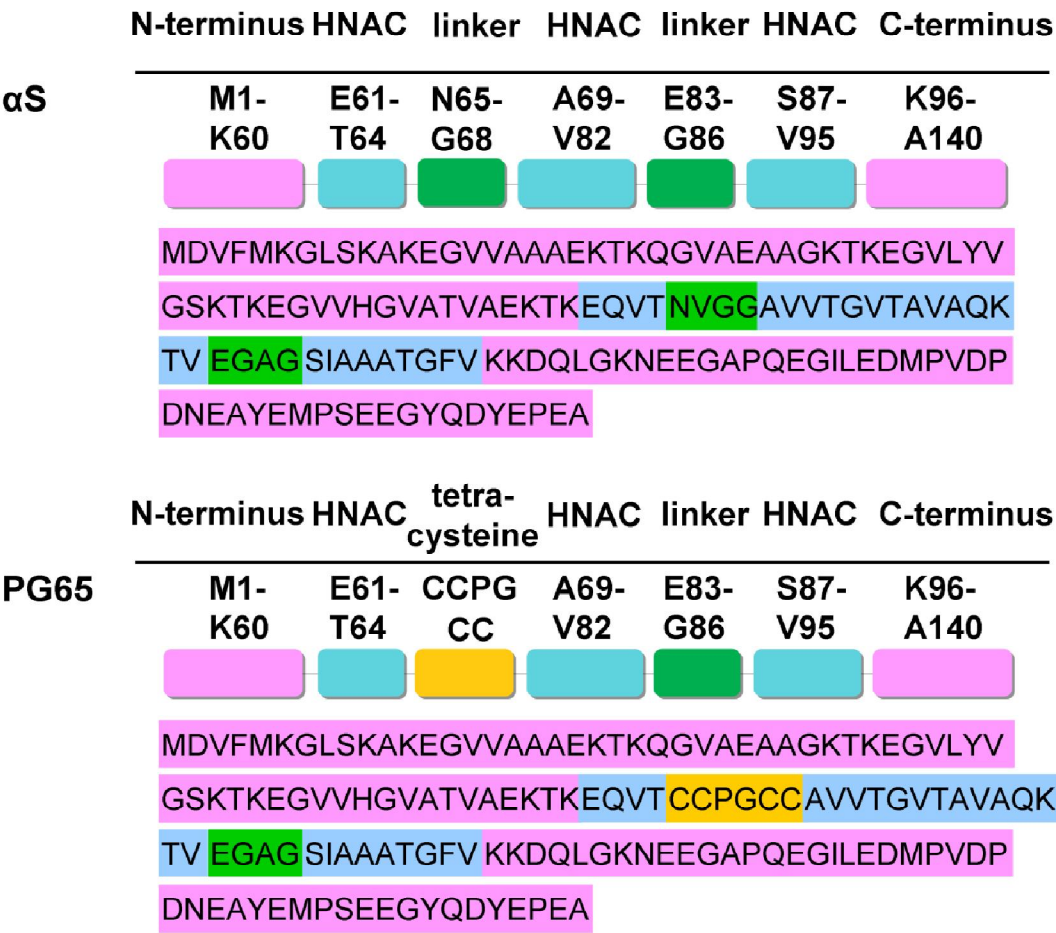 N-terminus HNAC linker HNAC linker HNAC C-terminus
αS
M1- E61- N65- A69- E83- S87- K96-
K60 T64 G68 V82 G86 V95 A140
MDVFMKGLSKAKEGVVAAAEKTKQGVAEAAGKTKEGVLYV
GSKTKEGVVHGVATVAEKTKEQVTNVGGAVVTGVTAVAQK
TVEGAGSIAAATGFVKKDQLGKNEEGAPQEGILEDMPVDP
DNEAYEMPSEEGYQDYEPEA
N-terminus HNAC tetra- HNAC linker HNAC C-terminus
cysteine
PG65
M1- E61- CCPG A69- E83- S87- K96-
K60 T64 CC V82 G86 V95 A140
MDVFMKGLSKAKEGVVAAAEKTKQGVAEAAGKTKEGVLYV
GSKTKEGVVHGVATVAEKTKEQVTCCPGCCAVVTGVTAVAQK
TVEGAGSIAAATGFVKKDQLGKNEEGAPQEGILEDMPVDP
DNEAYEMPSEEGYQDYEPEA